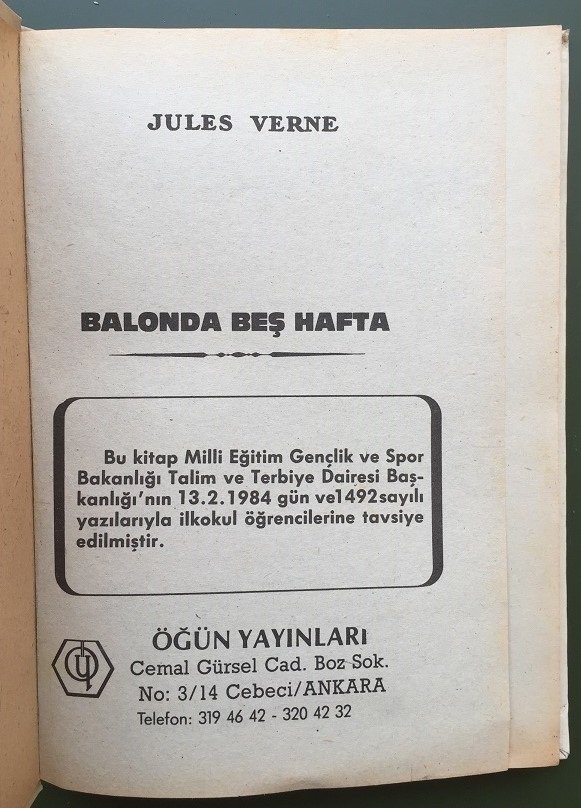 JULES VERNE
BALONDA BEŞ HAFTA
Bu kitap Milli Eğitim Gençlik ve Spor
Bakanlığı Talim ve Terbiye Dairesi Baş-
kanlığı'nın 13.2.1984 gün ve1492sayılı
yazılarıyla ilkokul öğrencilerine tavsiye
edilmiştir.
ÖĞÜN YAYINLARI
Cemal Gürsel Cad. Boz Sok.
No: 3/14 Cebeci/ANKARA
Telefon: 319 46 42 - 320 42 32